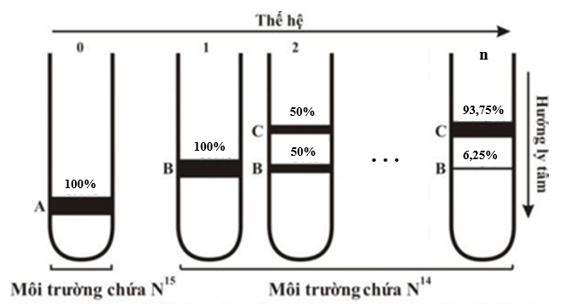 Thế hệ
0 1 2 n
50% 93,75%
C C
100% 50% 6,25%
B B ... B
100%
A
Hướng ly tâm
Môi trường chứa N15 Môi trường chứa N14